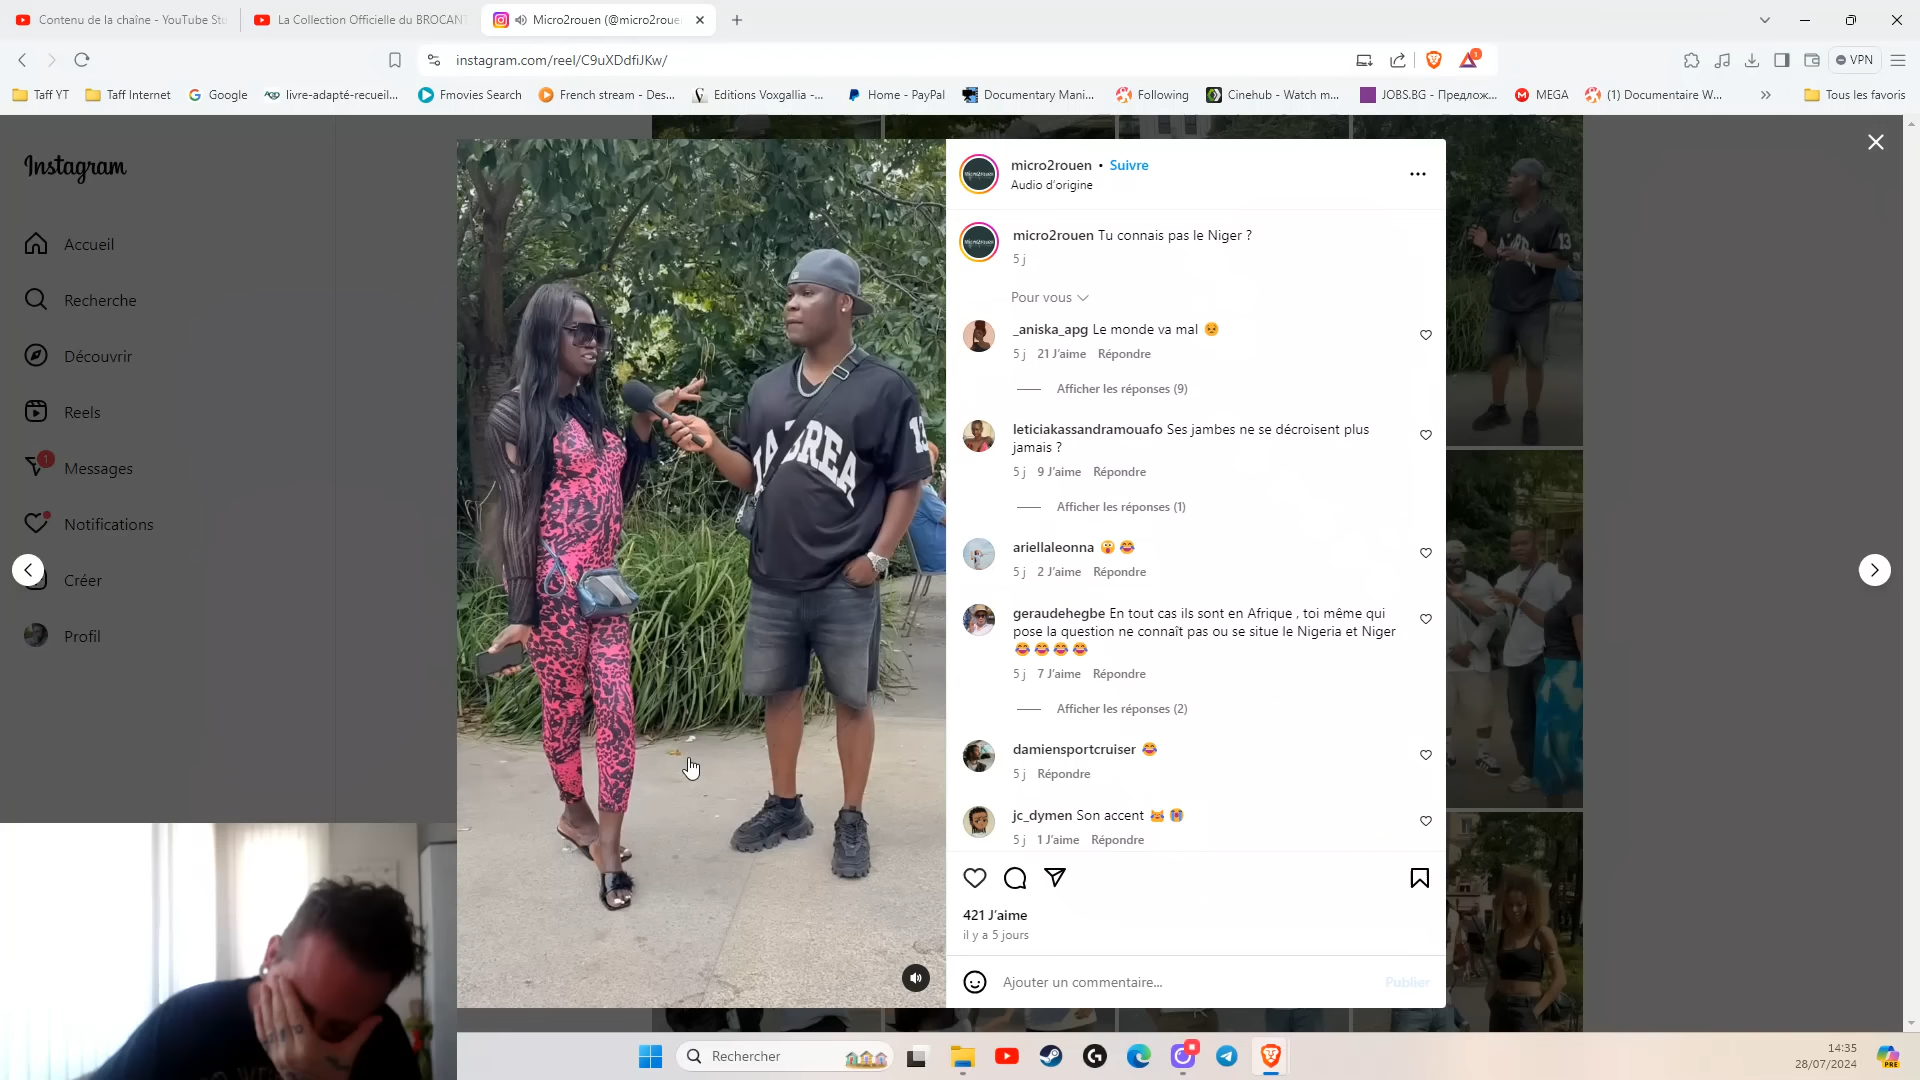 Contenu de la chaîne - YouTube Stu
La Collection Officielle du BROCANT
Micro2rouen (@micro2rouen
instagram.com/reel/C9uXDdfiJKw/
1
VPN
Taff YT
Taff Internet
Google
livre-adapté-recueil...
Fmovies Search
French stream - Des...
Editions Voxgallia -...
Home - PayPal
Documentary Mani...
Following
Cinehub - Watch m...
JOBS.BG - Предлож...
MEGA
(1) Documentaire W...
»
Tous les favoris
Instagram
Accueil
Recherche
Découvrir
Reels
1
Messages
Notifications
Créer
Profil
LA BREA
13
micro2rouen • Suivre
Audio d'origine
micro2rouen Tu connais pas le Niger ?
5 j
Pour vous
_aniska_apg Le monde va mal 😣
5 j 21 J'aime Répondre
Afficher les réponses (9)
leticiakassandramouafo Ses jambes ne se décroisent plus
jamais ?
5 j 9 J'aime Répondre
Afficher les réponses (1)
ariellaleonna 😲 😂
5 j 2 J'aime Répondre
geraudehegbe En tout cas ils sont en Afrique , toi même qui
pose la question ne connaît pas ou se situe le Nigeria et Niger
😂 😂 😂 😂
5 j 7 J'aime Répondre
Afficher les réponses (2)
damiensportcruiser 😂
5 j Répondre
jc_dymen Son accent 😹 😭
5 j 1 J'aime Répondre
421 J'aime
il y a 5 jours
Ajouter un commentaire...
Publier
Rechercher
14:35
28/07/2024
PRE